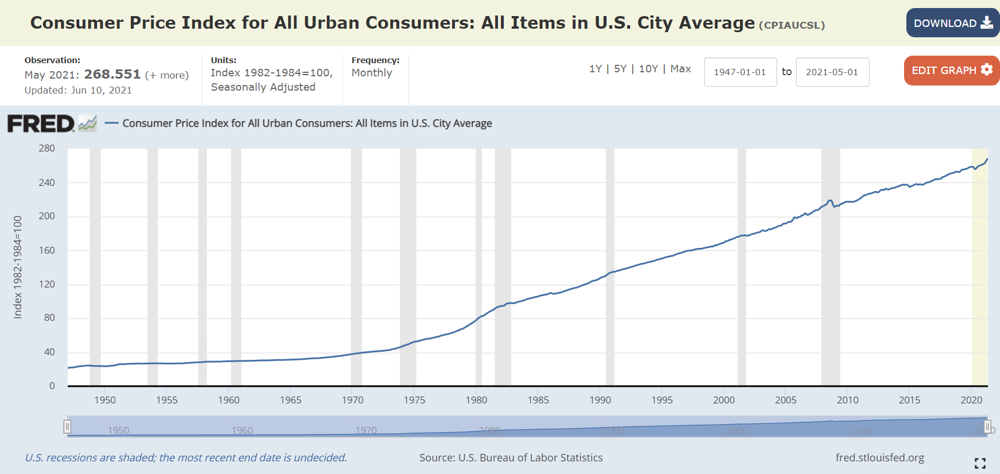 Consumer Price Index for All Urban Consumers: All Items in U.S. City Average (CPIAUCSL)
DOWNLOAD
Observation:
May 2021: 268.551 (+ more)
Updated: Jun 10, 2021
Units:
Index 1982-1984=100,
Seasonally Adjusted
Frequency:
Monthly
1Y | 5Y | 10Y | Max
1947-01-01 to 2021-05-01
EDIT GRAPH
FRED
Consumer Price Index for All Urban Consumers: All Items in U.S. City Average
Index 1982-1984=100
280
240
200
160
120
80
40
0
1950 1955 1960 1965 1970 1975 1980 1985 1990 1995 2000 2005 2010 2015 2020
1950 1960 1970 1980 1990 2000 2010 2020
U.S. recessions are shaded; the most recent end date is undecided.
Source: U.S. Bureau of Labor Statistics
fred.stlouisfed.org